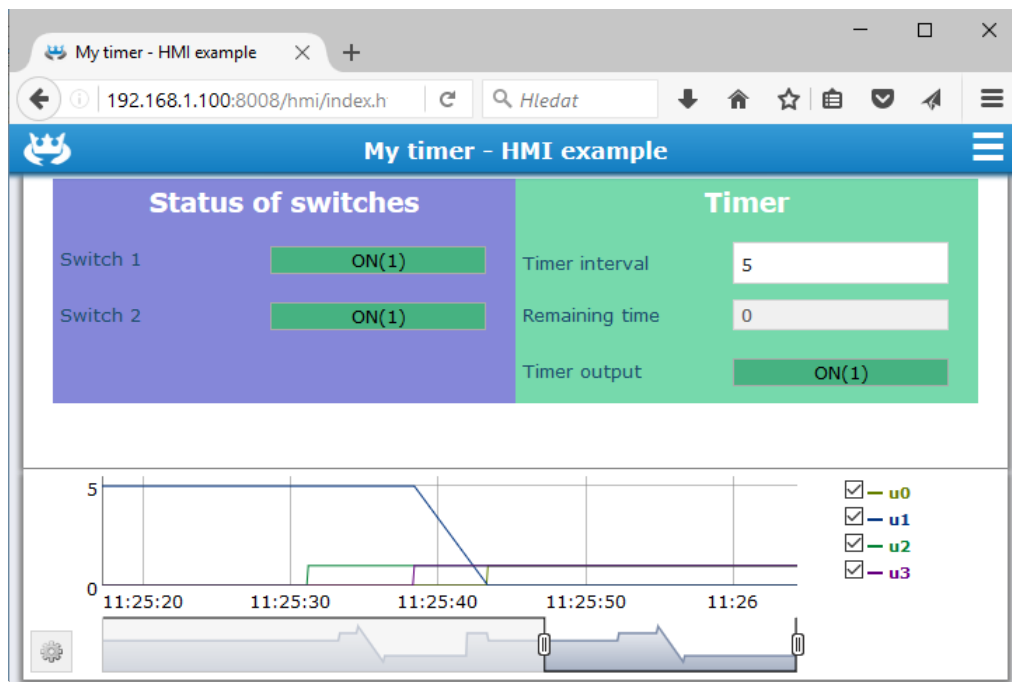 My timer - HMI example
192.168.1.100:8008/hmi/index.h
Hledat
My timer - HMI example
Status of switches
Switch 1 ON(1)
Switch 2 ON(1)
Timer
Timer interval 5
Remaining time 0
Timer output ON(1)
5
0
11:25:20 11:25:30 11:25:40 11:25:50 11:26
u0
u1
u2
u3